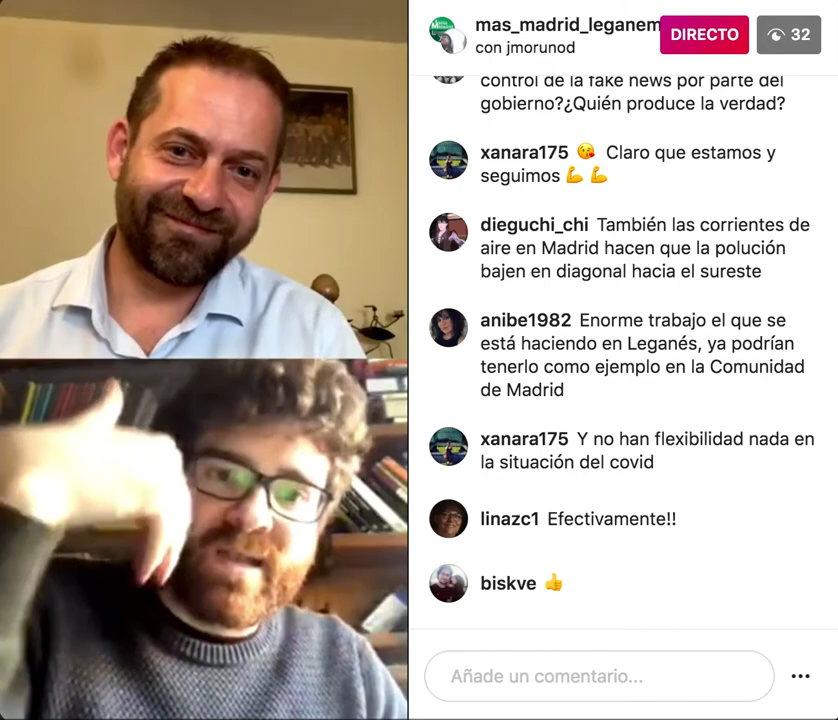 mas_madrid_leganem
con jmorunod
DIRECTO
32
control de la fake news por parte del
gobierno?¿Quién produce la verdad?
xanara175 😘 Claro que estamos y
seguimos 💪 💪
dieguchi_chi También las corrientes de
aire en Madrid hacen que la polución
bajen en diagonal hacia el sureste
anibe1982 Enorme trabajo el que se
está haciendo en Leganés, ya podrían
tenerlo como ejemplo en la Comunidad
de Madrid
xanara175 Y no han flexibilidad nada en
la situación del covid
linazc1 Efectivamente!!
biskve 👍
Añade un comentario...